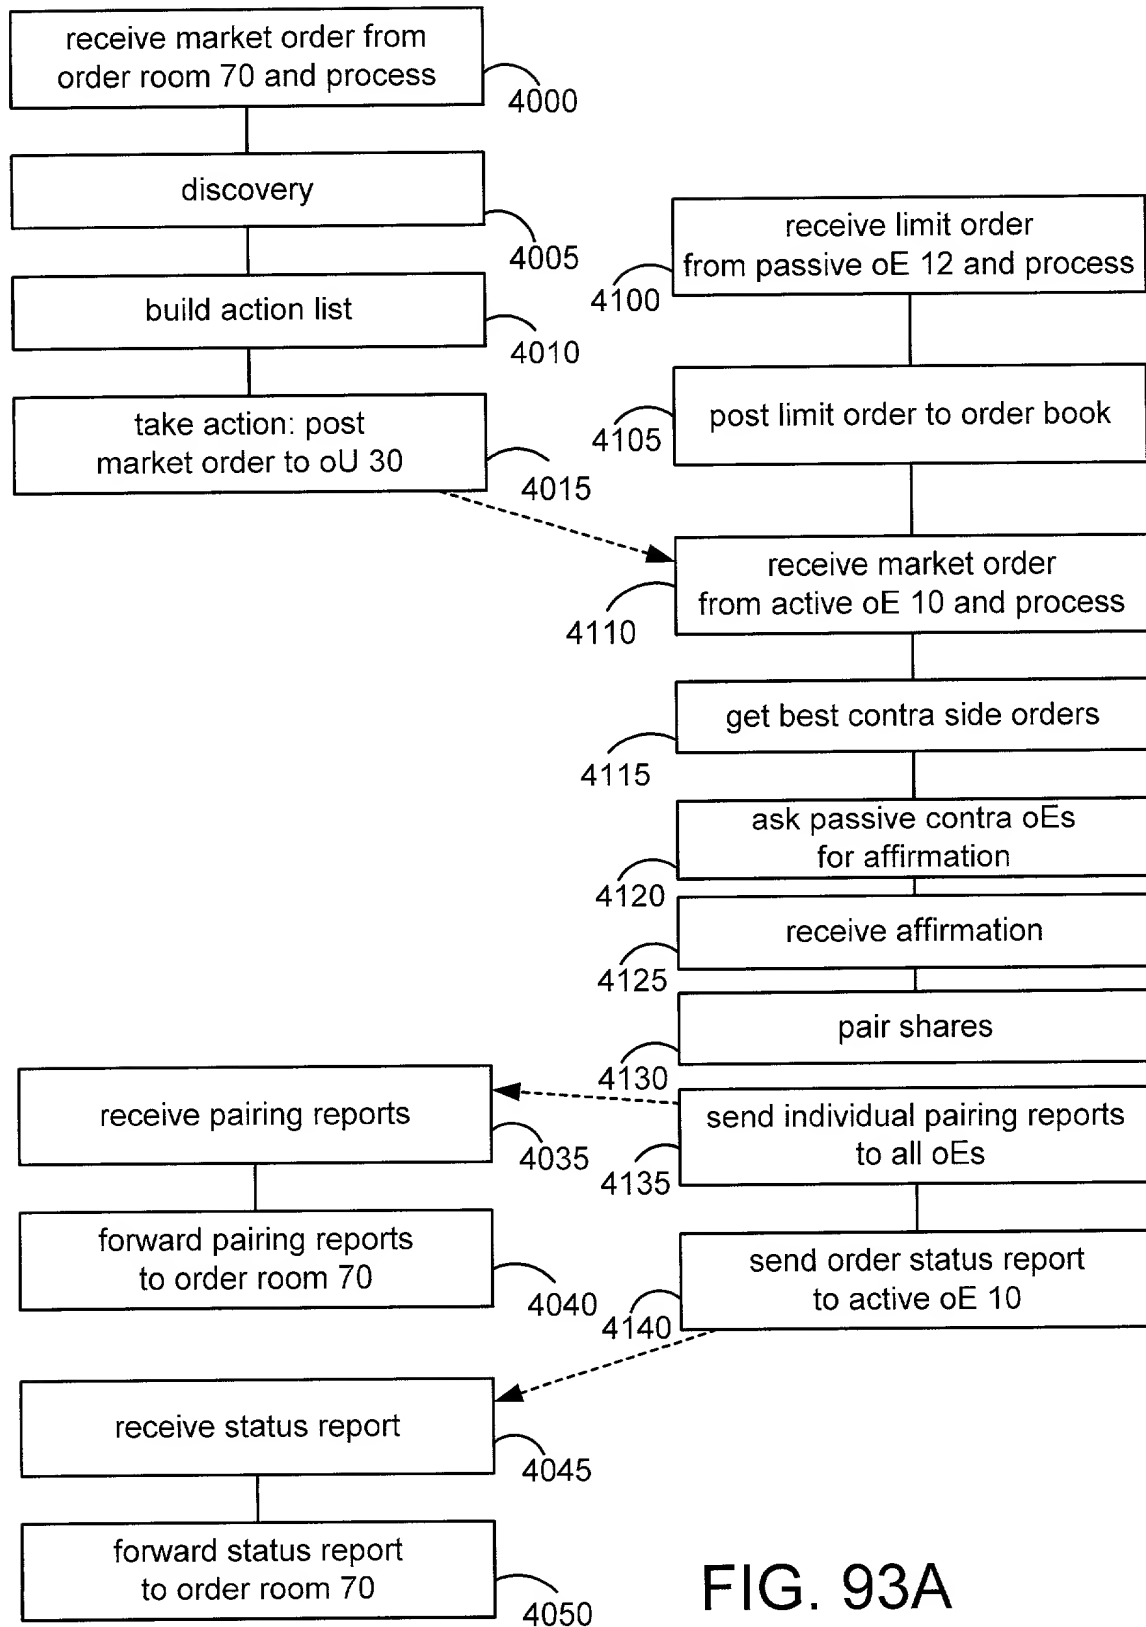 receive market order from
order room 70 and process
4000
discovery
4005
build action list
4010
take action: post
market order to oU 30
4015
receive limit order
from passive oE 12 and process
4100
post limit order to order book
4105
receive market order
from active oE 10 and process
4110
get best contra side orders
4115
ask passive contra oEs
for affirmation
4120
receive affirmation
4125
pair shares
4130
send individual pairing reports
to all oEs
4135
send order status report
to active oE 10
4140
receive pairing reports
4035
forward pairing reports
to order room 70
4040
receive status report
4045
forward status report
to order room 70
4050
FIG. 93A